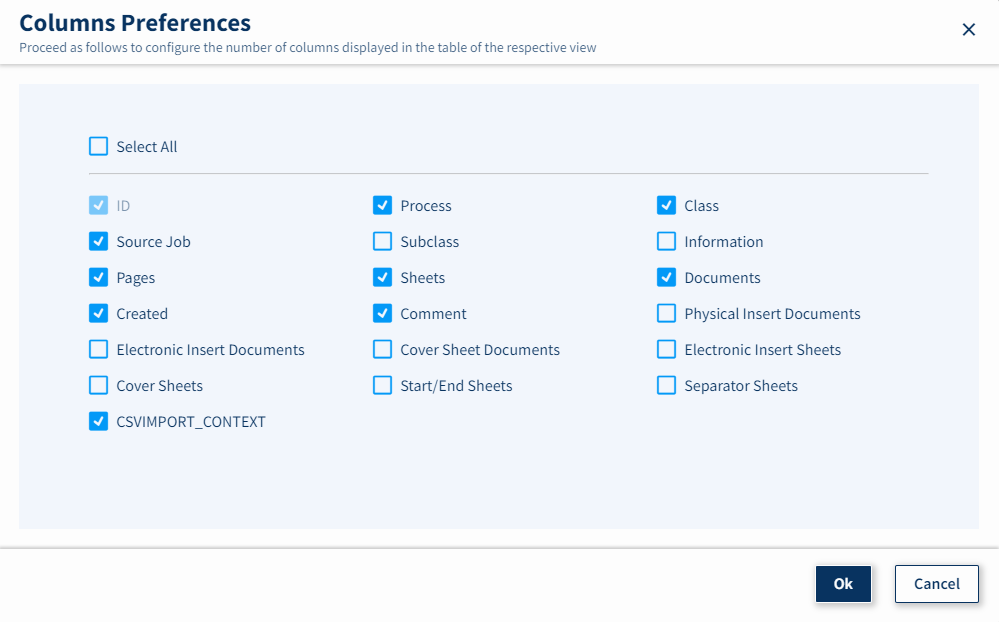 Columns Preferences
Proceed as follows to configure the number of columns displayed in the table of the respective view
Select All
ID Process Class
Source Job Subclass Information
Pages Sheets Documents
Created Comment Physical Insert Documents
Electronic Insert Documents Cover Sheet Documents Electronic Insert Sheets
Cover Sheets Start/End Sheets Separator Sheets
CSVIMPORT_CONTEXT
Ok Cancel